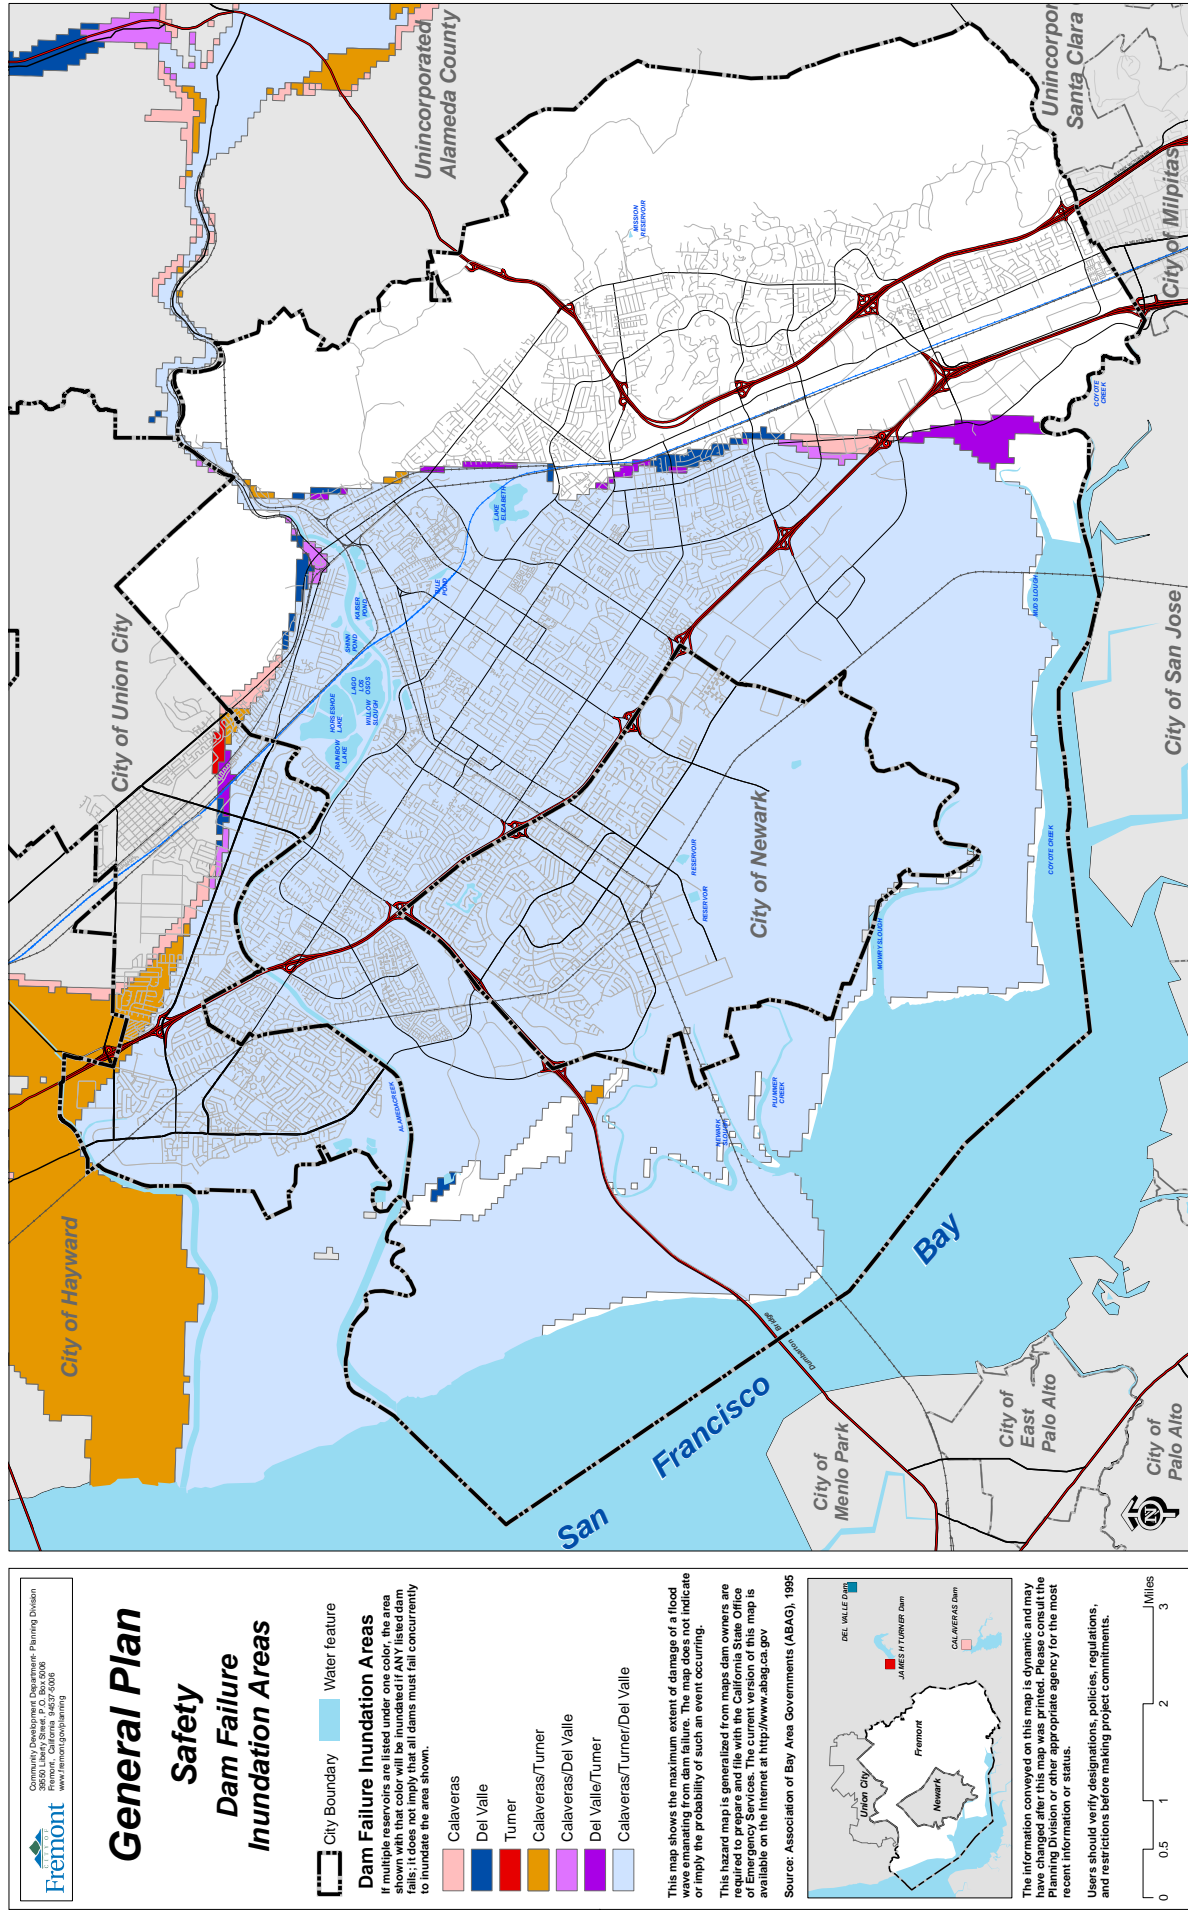 CITY OF
Fremont
Community Development Department- Planning Division
39550 Liberty Street, P.O. Box 5006
Fremont, California 94537-5006
www.fremont.gov/planning
General Plan
Safety
Dam Failure
Inundation Areas
City Boundary
Water feature
Dam Failure Inundation Areas
If multiple reservoirs are listed under one color, the area
shown with that color will be inundated if ANY listed dam
fails; it does not imply that all dams must fail concurrently
to inundate the area shown.
Calaveras
Del Valle
Turner
Calaveras/Turner
Calaveras/Del Valle
Del Valle/Turner
Calaveras/Turner/Del Valle
This map shows the maximum extent of damage of a flood
wave emanating from dam failure. The map does not indicate
or imply the probability of such an event occurring.
This hazard map is generalized from maps dam owners are
required to prepare and file with the California State Office
of Emergency Services. The current version of this map is
available on the Internet at http://www.abag.ca.gov
Source: Association of Bay Area Governments (ABAG), 1995
DEL VALLE Dam
JAMES H TURNER Dam
CALAVERAS Dam
Union City
Fremont
Newark
The information conveyed on this map is dynamic and may
have changed after this map was printed. Please consult the
Planning Division or other appropriate agency for the most
recent information or status.
Users should verify designations, policies, regulations,
and restrictions before making project commitments.
0
0.5
1
2
3
Miles
City of Hayward
City of Union City
Unincorporated
Alameda County
Unincorpor
Santa Clara
City of Milpitas
City of San Jose
City of Newark
City of
Menlo Park
City of
East
Palo Alto
City of
Palo Alto
San
Francisco
Bay
Dumbarton
Bridge
N
ALAMEDA CREEK
RAINBOW
LAKE
HORSESHOE
LAKE
LAGO
LOS
OSOS
WILLOW
SLOUGH
SHINN
POND
KAISER
POND
LAKE
ELIZABETH
MISSION
RESERVOIR
RESERVOIR
RESERVOIR
NEWARK
SLOUGH
PLUMMER
CREEK
MOWRY SLOUGH
COYOTE CREEK
MUD SLOUGH
COYOTE
CREEK